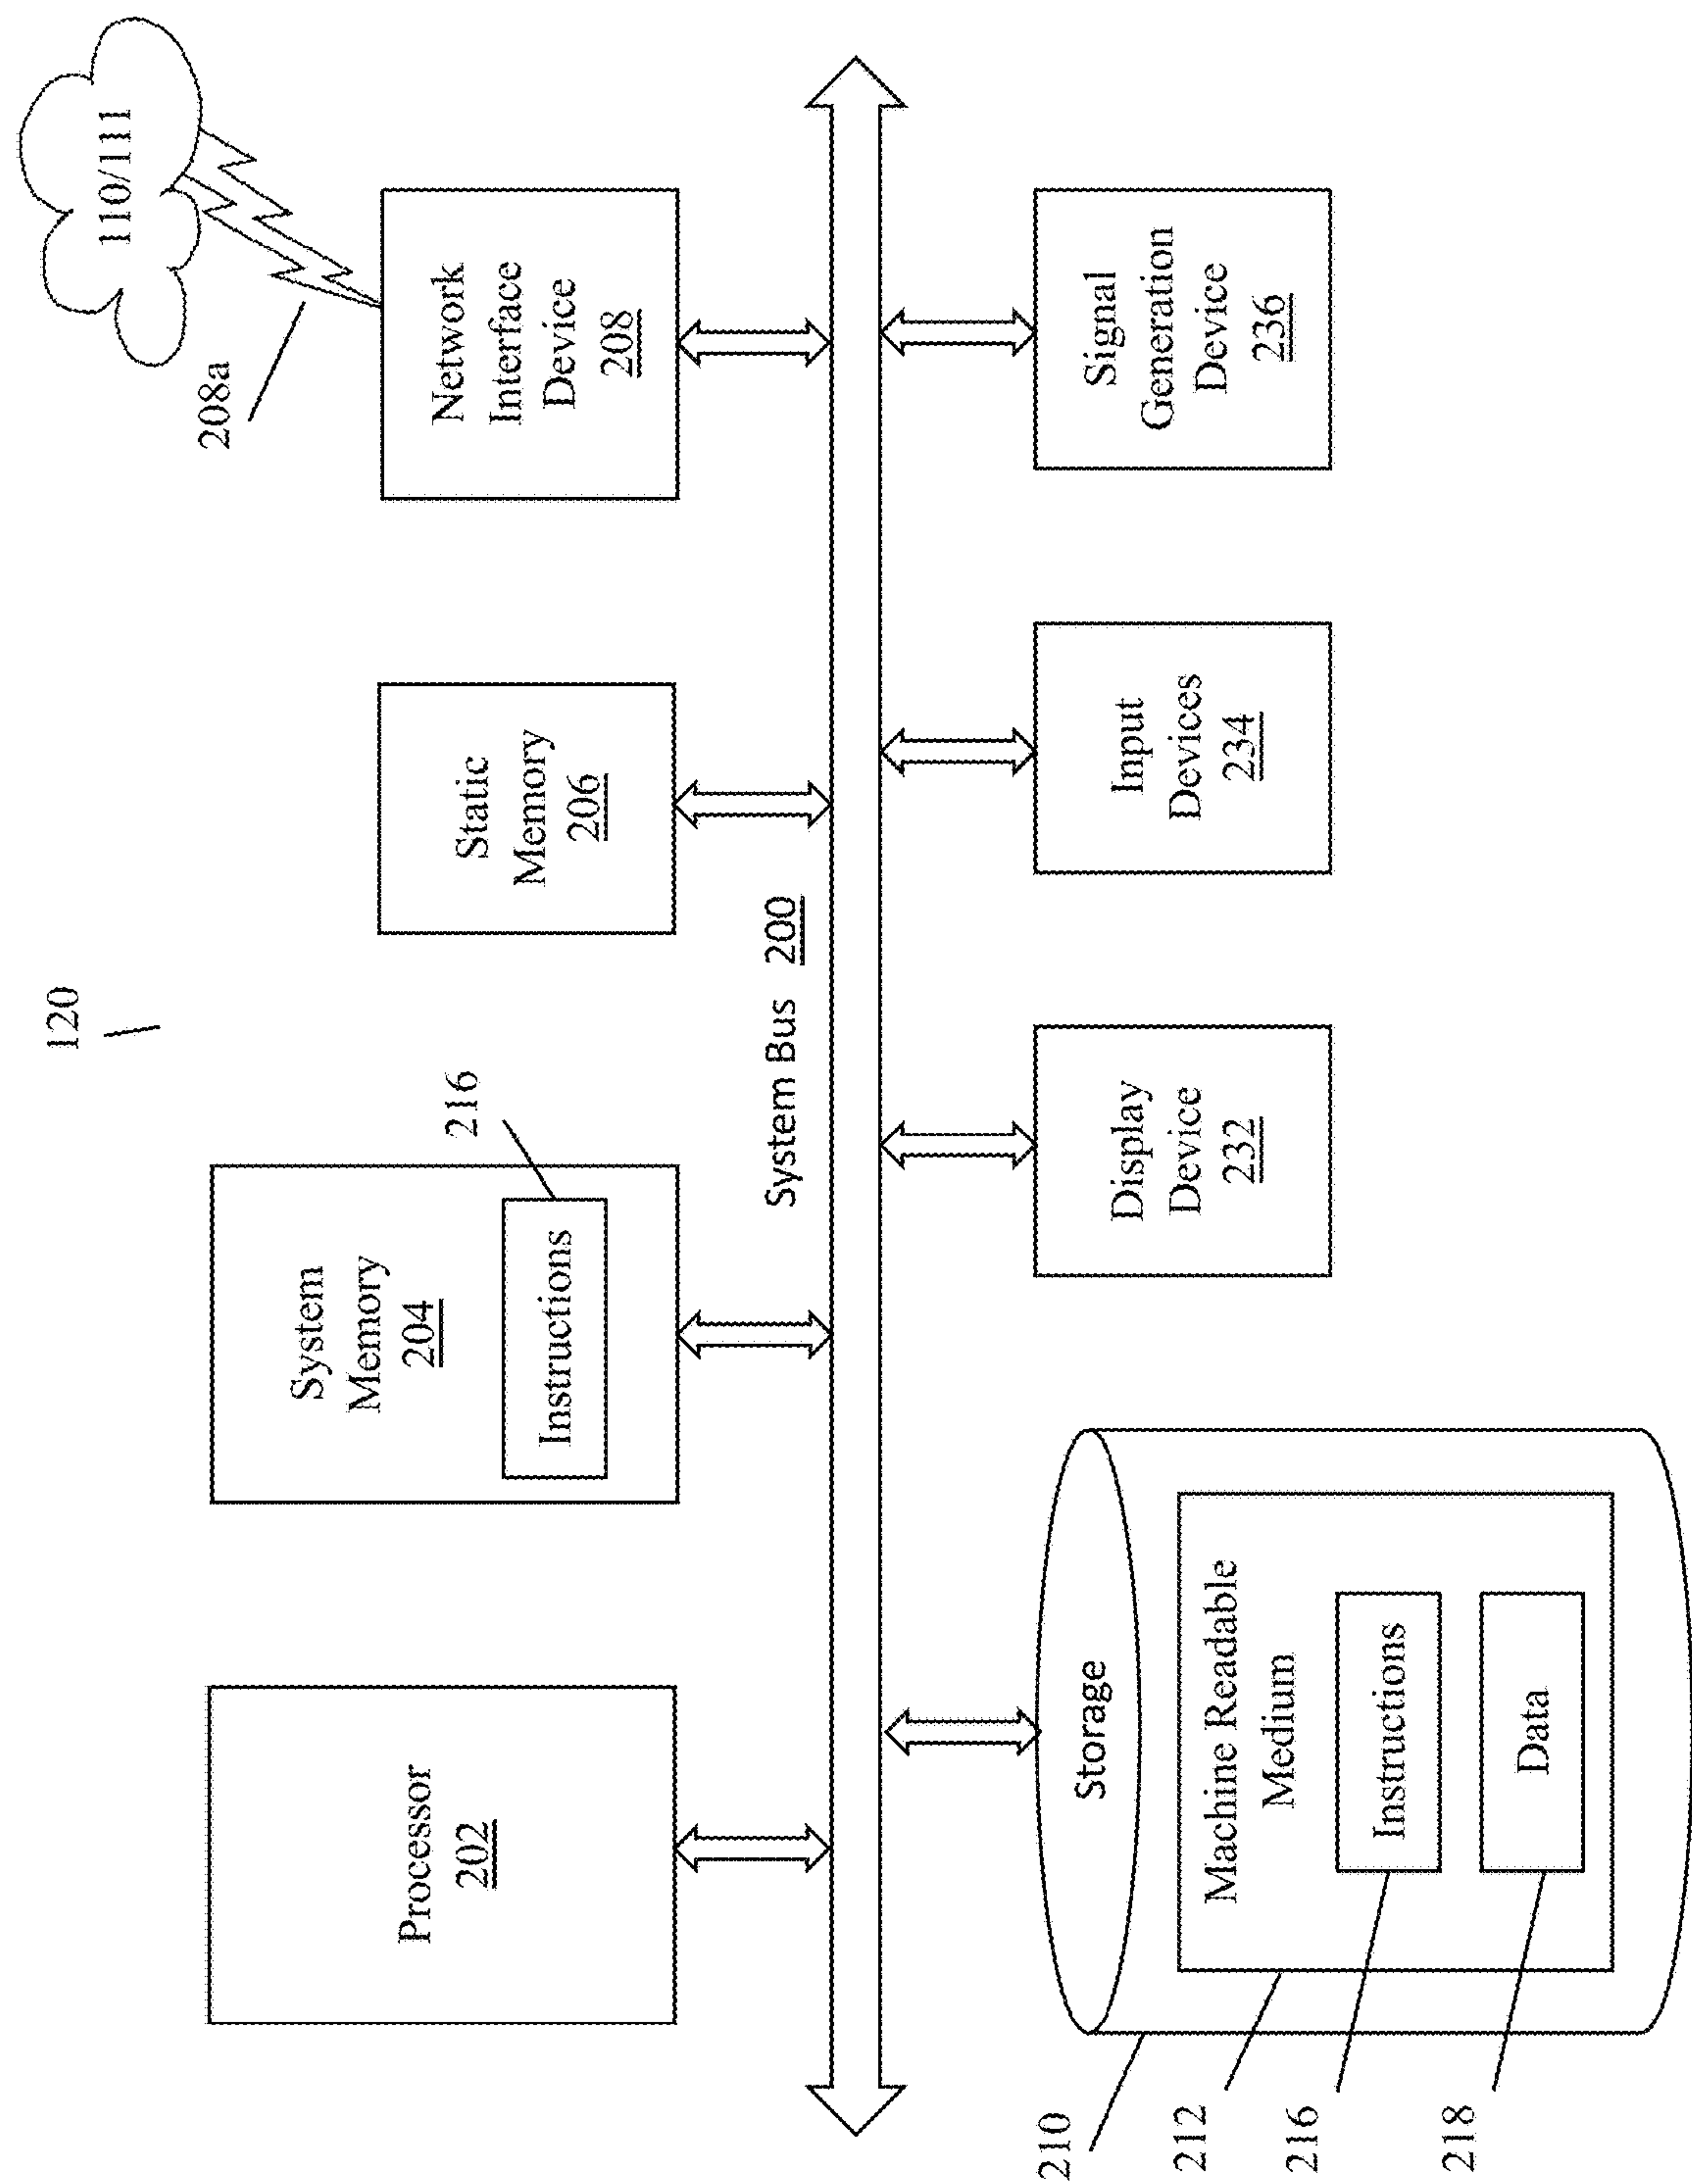 120
110/111
208a
Processor
202
System
Memory
204
216
Instructions
Static
Memory
206
Network
Interface
Device
208
System Bus 200
Storage
Machine Readable
Medium
Instructions
Data
210
212
216
218
Display
Device
232
Input
Devices
234
Signal
Generation
Device
236